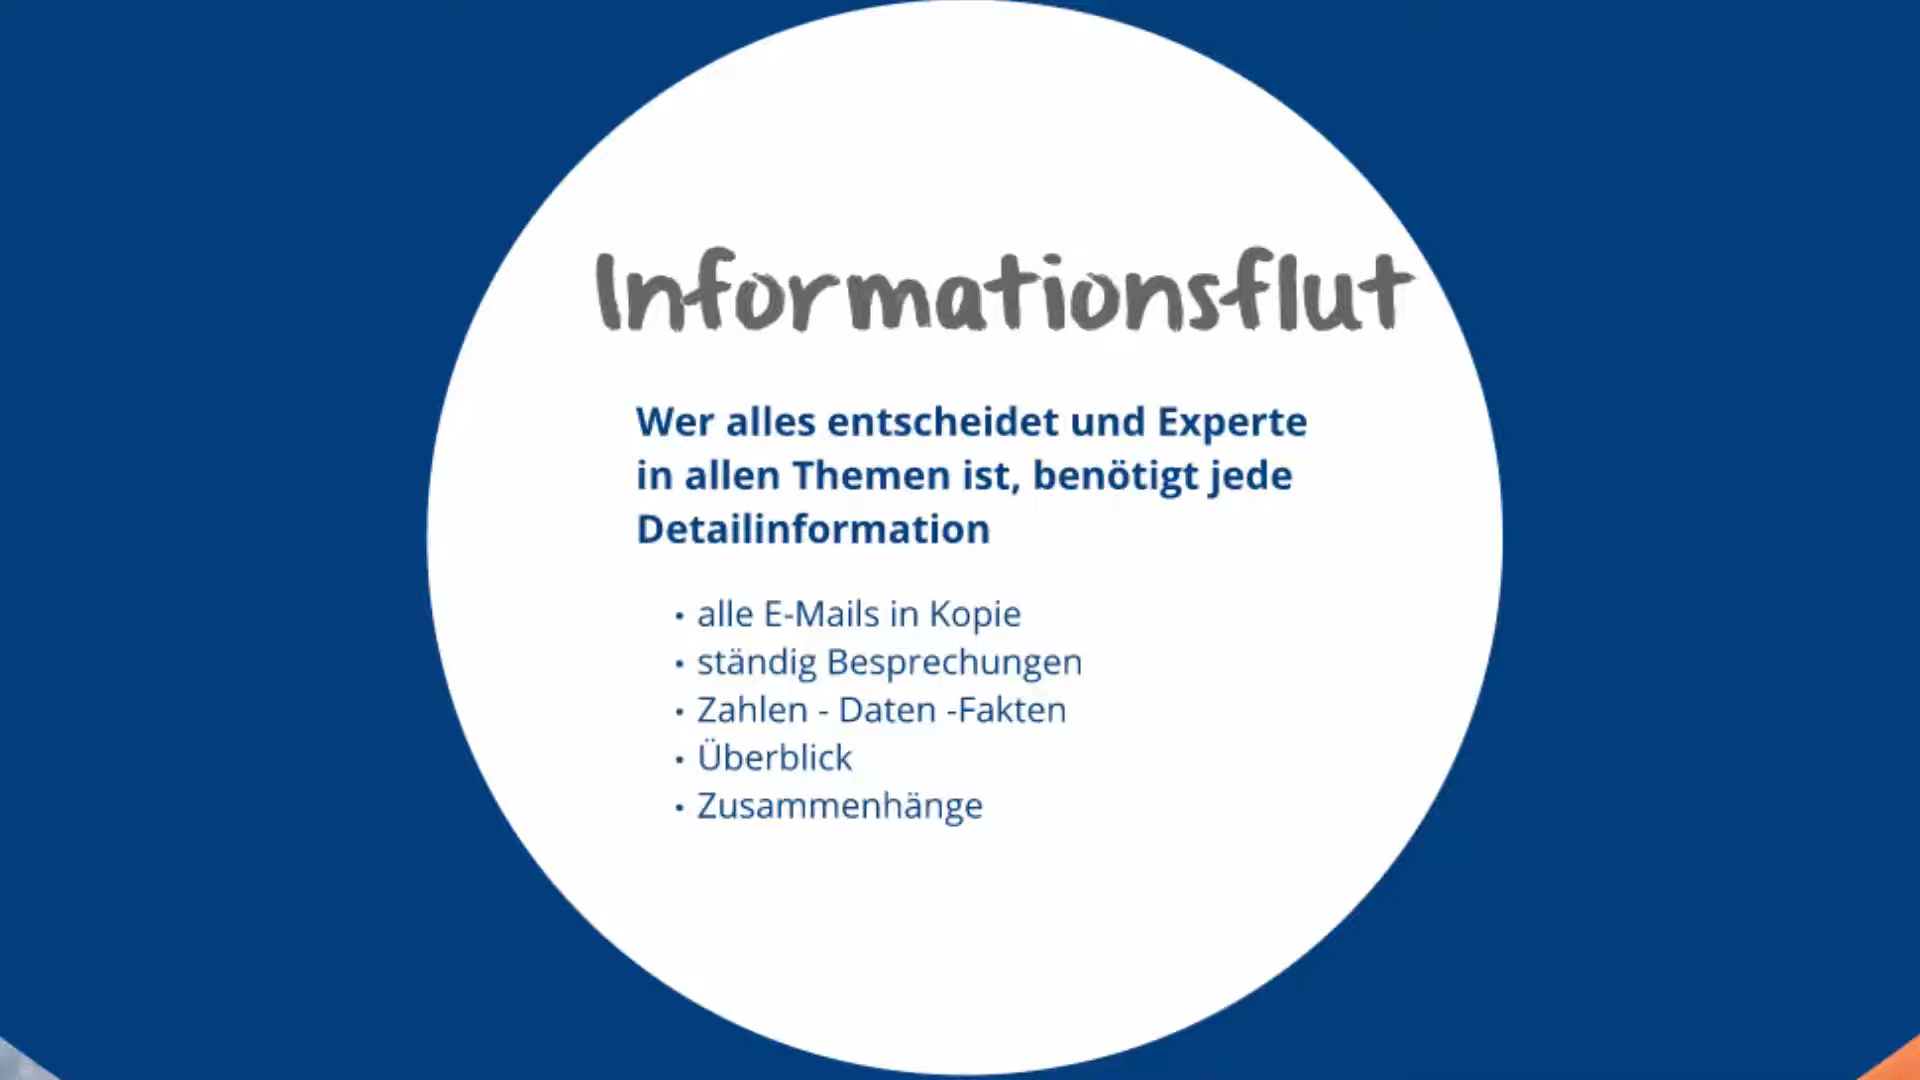 Informationsflut
Wer alles entscheidet und Experte
in allen Themen ist, benötigt jede
Detailinformation
• alle E-Mails in Kopie
• ständig Besprechungen
• Zahlen - Daten -Fakten
• Überblick
• Zusammenhänge